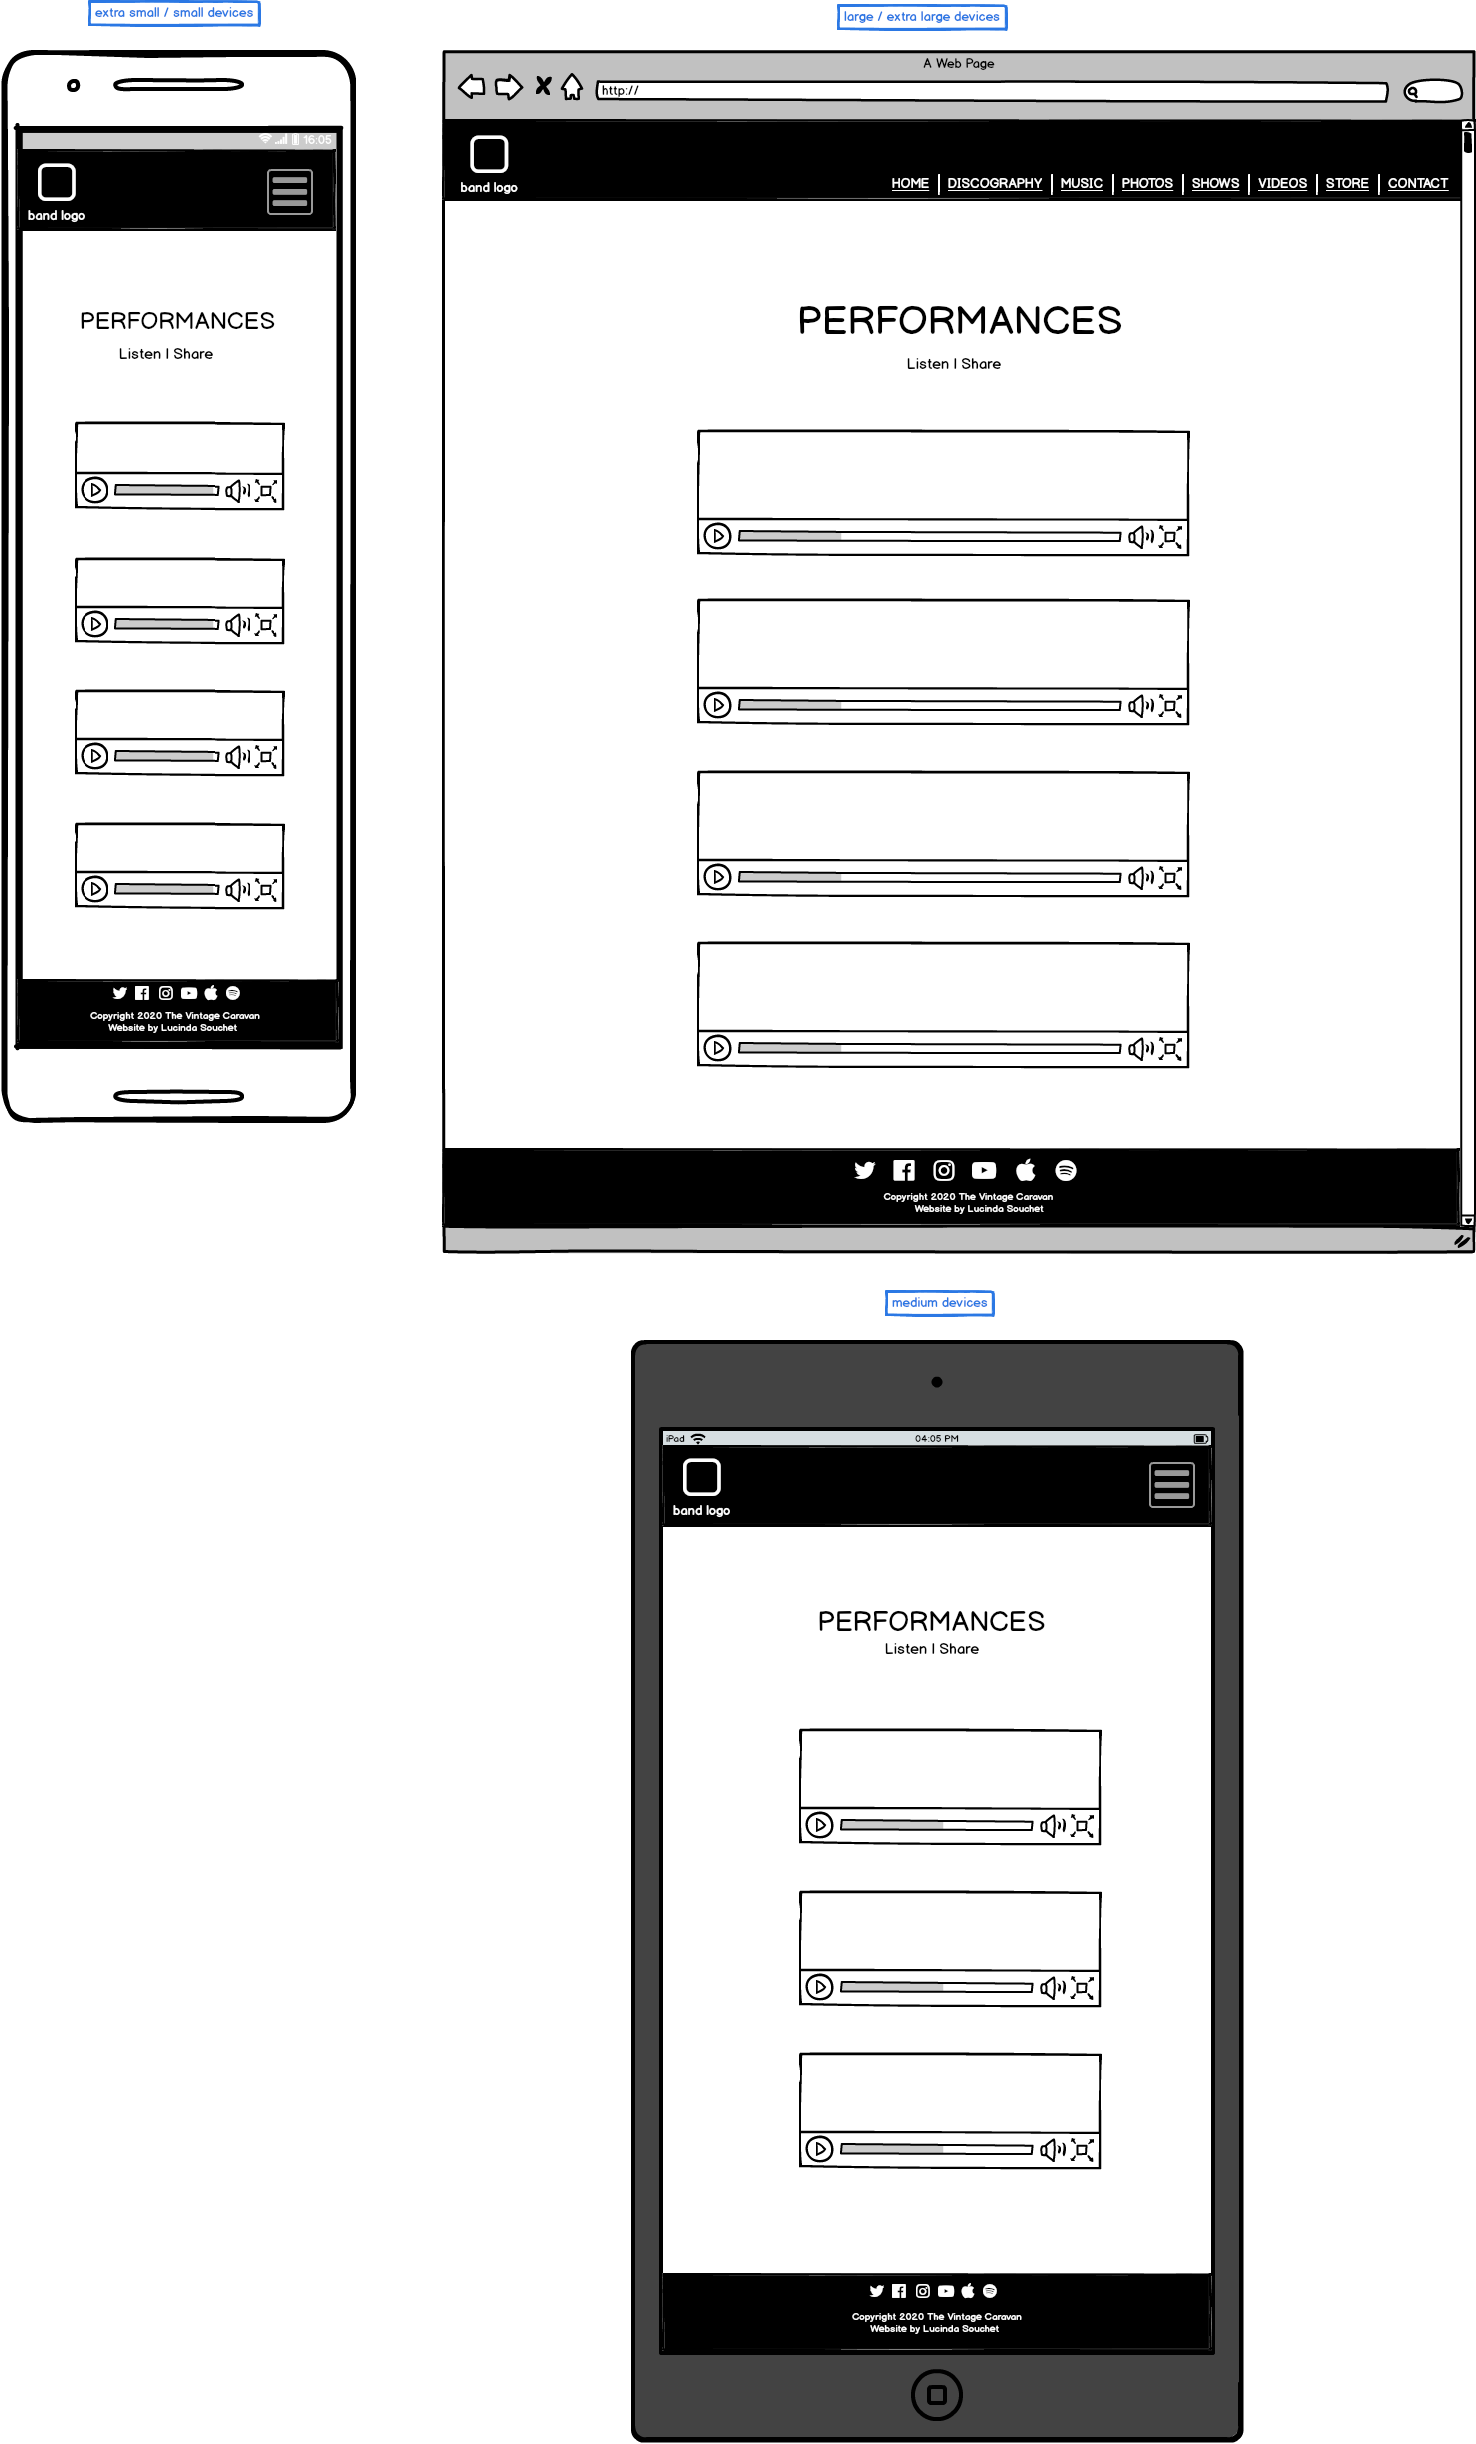 extra small / small devices
16:05
band logo
PERFORMANCES
Listen | Share
Copyright 2020 The Vintage Caravan
Website by Lucinda Souchet
large / extra large devices
A Web Page
http://
band logo
HOME | DISCOGRAPHY | MUSIC | PHOTOS | SHOWS | VIDEOS | STORE | CONTACT
PERFORMANCES
Listen | Share
Copyright 2020 The Vintage Caravan
Website by Lucinda Souchet
medium devices
iPad 04:05 PM
band logo
PERFORMANCES
Listen | Share
Copyright 2020 The Vintage Caravan
Website by Lucinda Souchet